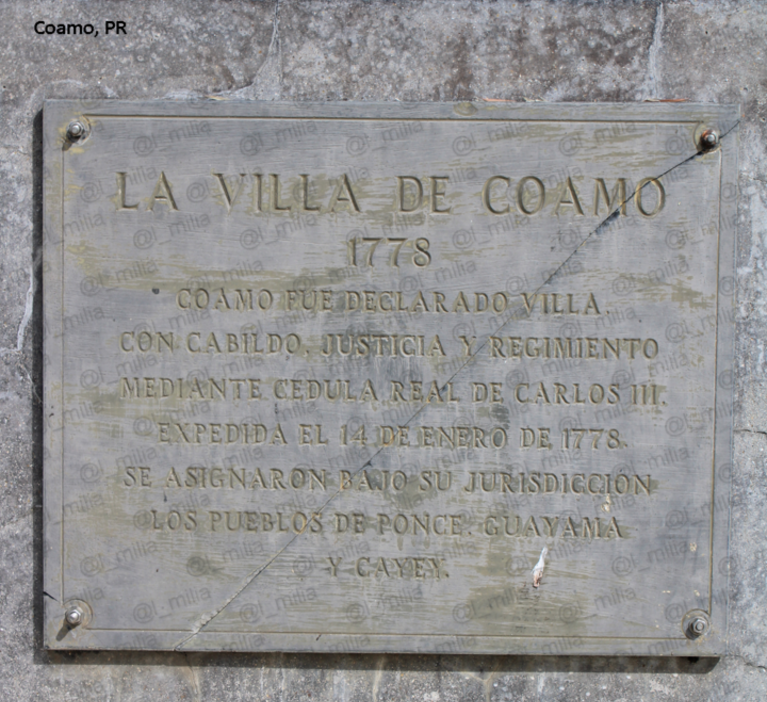 Coamo, PR
LA VILLA DE COAMO
1778
COAMO FUE DECLARADO VILLA,
CON CABILDO, JUSTICIA Y REGIMIENTO
MEDIANTE CEDULA REAL DE CARLOS III,
EXPEDIDA EL 14 DE ENERO DE 1778.
SE ASIGNARON BAJO SU JURISDICCION
LOS PUEBLOS DE PONCE, GUAYAMA
Y CAYEY.
@l_milia